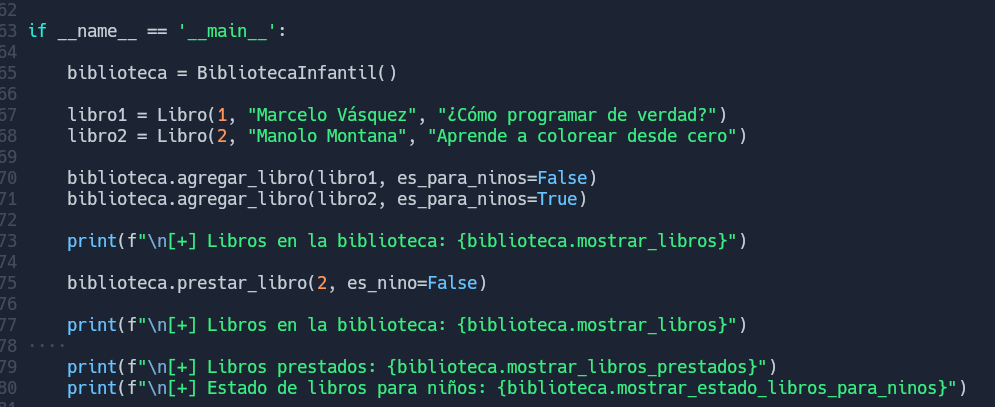 62
63 if __name__ == '__main__':
64
65     biblioteca = BibliotecaInfantil()
66
67     libro1 = Libro(1, "Marcelo Vásquez", "¿Cómo programar de verdad?")
68     libro2 = Libro(2, "Manolo Montana", "Aprende a colorear desde cero")
69
70     biblioteca.agregar_libro(libro1, es_para_ninos=False)
71     biblioteca.agregar_libro(libro2, es_para_ninos=True)
72
73     print(f"\n[+] Libros en la biblioteca: {biblioteca.mostrar_libros}")
74
75     biblioteca.prestar_libro(2, es_nino=False)
76
77     print(f"\n[+] Libros en la biblioteca: {biblioteca.mostrar_libros}")
78 ····
79     print(f"\n[+] Libros prestados: {biblioteca.mostrar_libros_prestados}")
80     print(f"\n[+] Estado de libros para niños: {biblioteca.mostrar_estado_libros_para_ninos}")